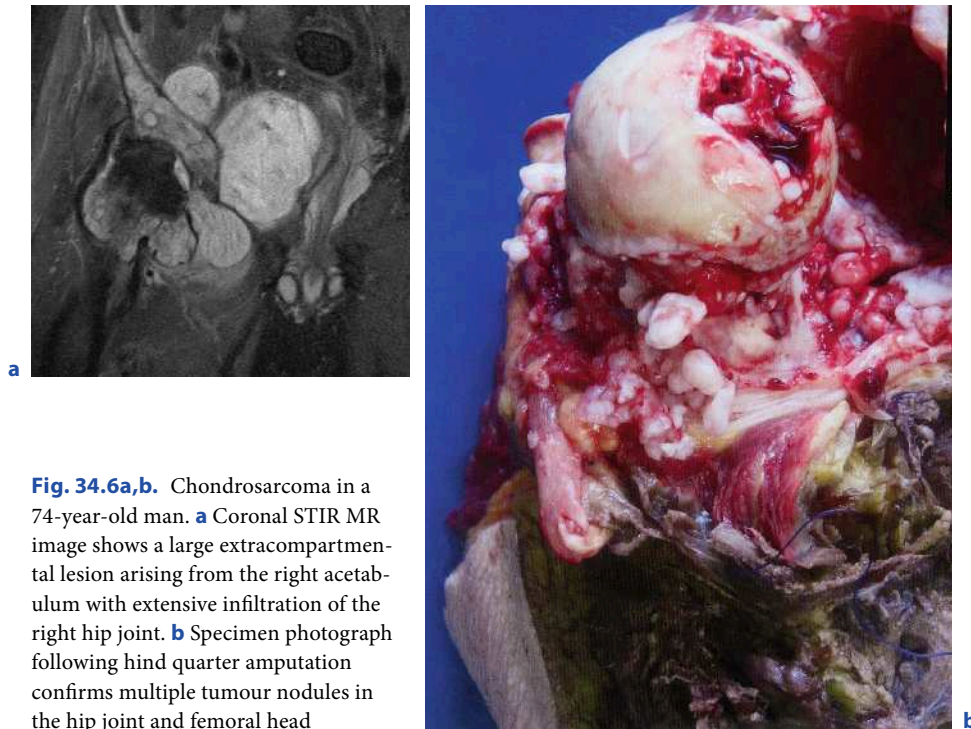 a
b
Fig. 34.6a,b. Chondrosarcoma in a
74-year-old man. a Coronal STIR MR
image shows a large extracompartmen-
tal lesion arising from the right acetab-
ulum with extensive infiltration of the
right hip joint. b Specimen photograph
following hind quarter amputation
confirms multiple tumour nodules in
the hip joint and femoral head